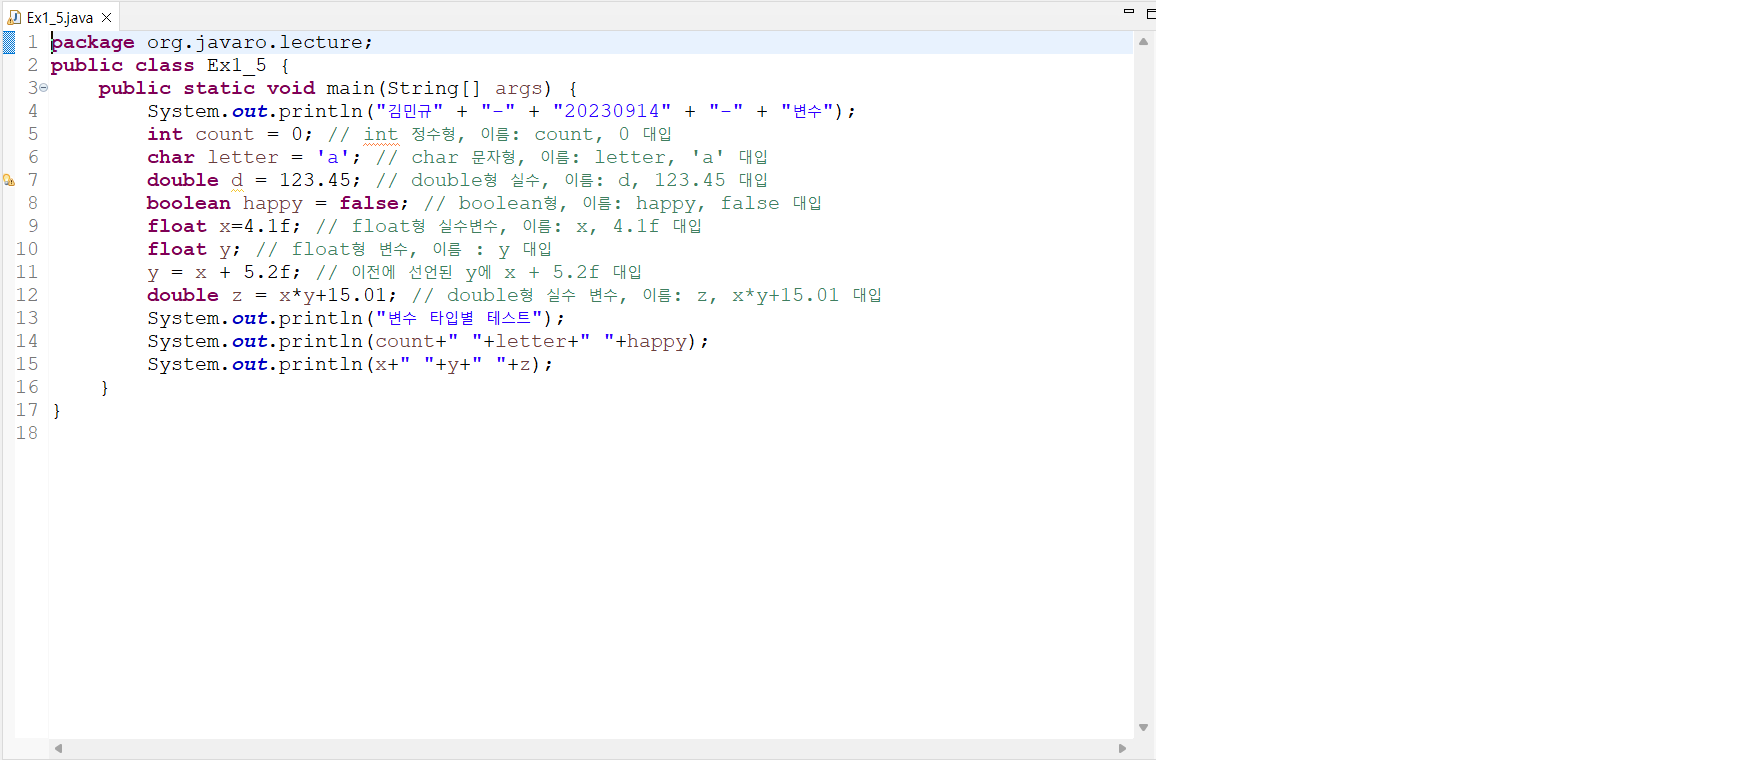 Ex1_5.java
1 package org.javaro.lecture;
2 public class Ex1_5 {
3 public static void main(String[] args) {
4 System.out.println("김민규" + "-" + "20230914" + "-" + "변수");
5 int count = 0; // int 정수형, 이름: count, 0 대입
6 char letter = 'a'; // char 문자형, 이름: letter, 'a' 대입
7 double d = 123.45; // double형 실수, 이름: d, 123.45 대입
8 boolean happy = false; // boolean형, 이름: happy, false 대입
9 float x=4.1f; // float형 실수변수, 이름: x, 4.1f 대입
10 float y; // float형 변수, 이름 : y 대입
11 y = x + 5.2f; // 이전에 선언된 y에 x + 5.2f 대입
12 double z = x*y+15.01; // double형 실수 변수, 이름: z, x*y+15.01 대입
13 System.out.println("변수 타입별 테스트");
14 System.out.println(count+" "+letter+" "+happy);
15 System.out.println(x+" "+y+" "+z);
16 }
17 }
18